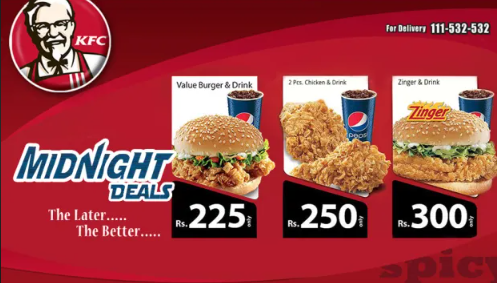 KFC
For Delivery 111-532-532
Value Burger & Drink
2 Pcs. Chicken & Drink
Zinger & Drink
Zinger
pepsi
MIDNIGHT
DEALS
The Later.....
The Better.....
Rs. 225 only
Rs. 250 only
Rs. 300 only
spicy